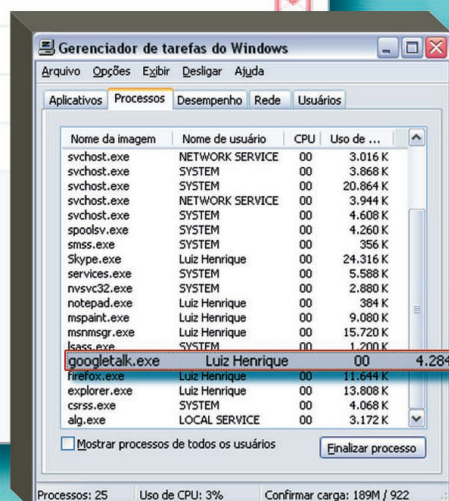 Gerenciador de tarefas do Windows
Arquivo Opções Exibir Desligar Ajuda
Aplicativos Processos Desempenho Rede Usuários
Nome da imagem Nome de usuário CPU Uso de ...
svchost.exe NETWORK SERVICE 00 3.016 K
svchost.exe SYSTEM 00 3.868 K
svchost.exe SYSTEM 00 20.864 K
svchost.exe NETWORK SERVICE 00 3.944 K
svchost.exe SYSTEM 00 4.608 K
spoolsv.exe SYSTEM 00 4.260 K
smss.exe SYSTEM 00 356 K
Skype.exe Luiz Henrique 00 24.316 K
services.exe SYSTEM 00 5.588 K
nvsvc32.exe SYSTEM 00 2.880 K
notepad.exe Luiz Henrique 00 384 K
mspaint.exe Luiz Henrique 00 9.080 K
msnmsgr.exe Luiz Henrique 00 15.720 K
lsass.exe SYSTEM 00 1.200 K
googletalk.exe Luiz Henrique 00 4.284
firefox.exe Luiz Henrique 00 11.644 K
explorer.exe Luiz Henrique 00 13.808 K
csrss.exe SYSTEM 00 4.068 K
alg.exe LOCAL SERVICE 00 3.172 K
Mostrar processos de todos os usuários Finalizar processo
Processos: 25 Uso de CPU: 3% Confirmar carga: 189M / 922